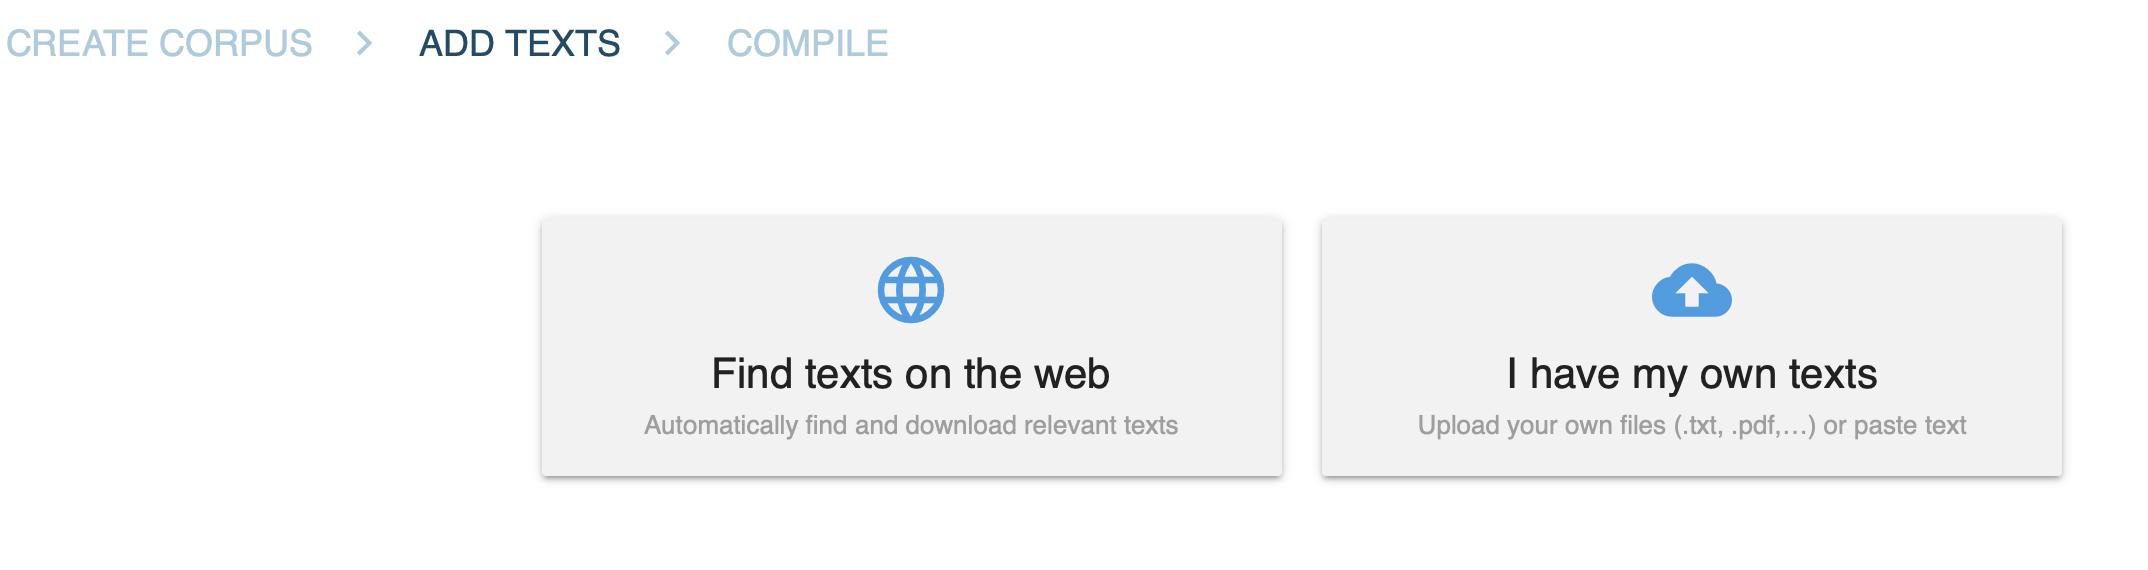 CREATE CORPUS > ADD TEXTS > COMPILE
Find texts on the web
Automatically find and download relevant texts
I have my own texts
Upload your own files (.txt, .pdf,...) or paste text